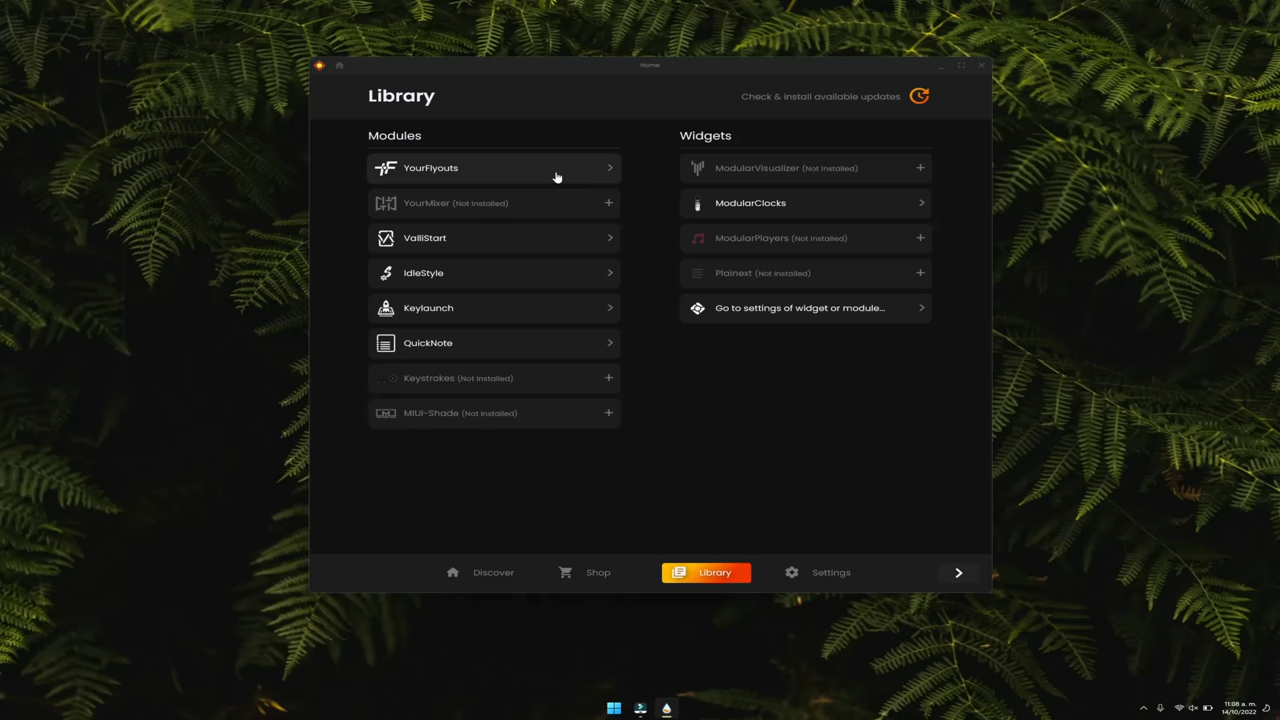 Home
Library
Check & install available updates
Modules
YourFlyouts
YourMixer (Not Installed)
ValliStart
IdleStyle
Keylaunch
QuickNote
Keystrokes (Not Installed)
MIUI-Shade (Not Installed)
Widgets
ModularVisualizer (Not Installed)
ModularClocks
ModularPlayers (Not Installed)
Plainext (Not Installed)
Go to settings of widget or module...
Discover
Shop
Library
Settings
11:08 a. m.
14/10/2022